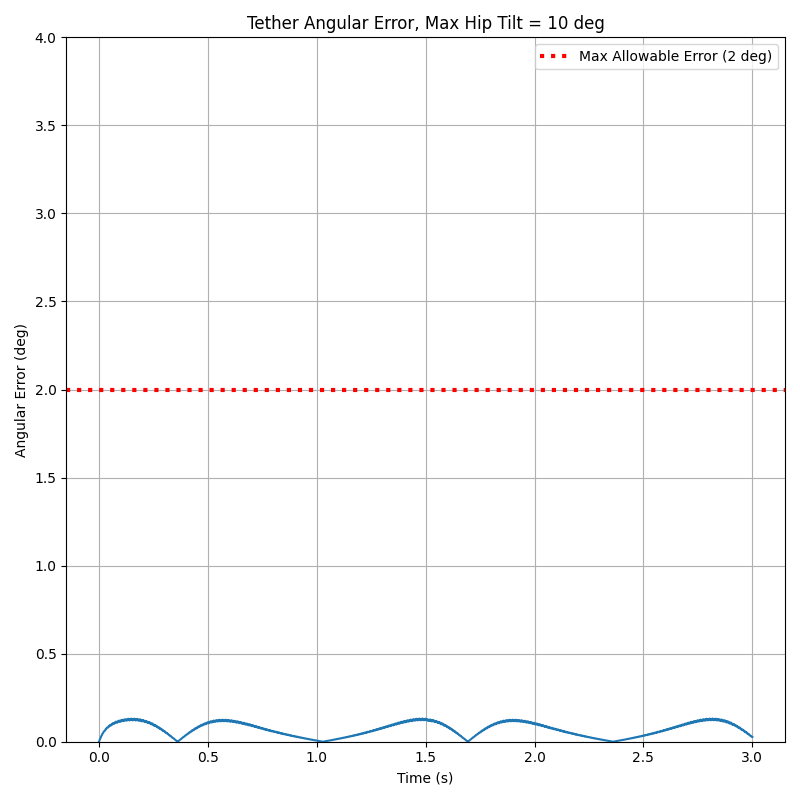 Tether Angular Error, Max Hip Tilt = 10 deg
Max Allowable Error (2 deg)
4.0
3.5
3.0
2.5
2.0
1.5
1.0
0.5
0.0
Angular Error (deg)
0.0 0.5 1.0 1.5 2.0 2.5 3.0
Time (s)